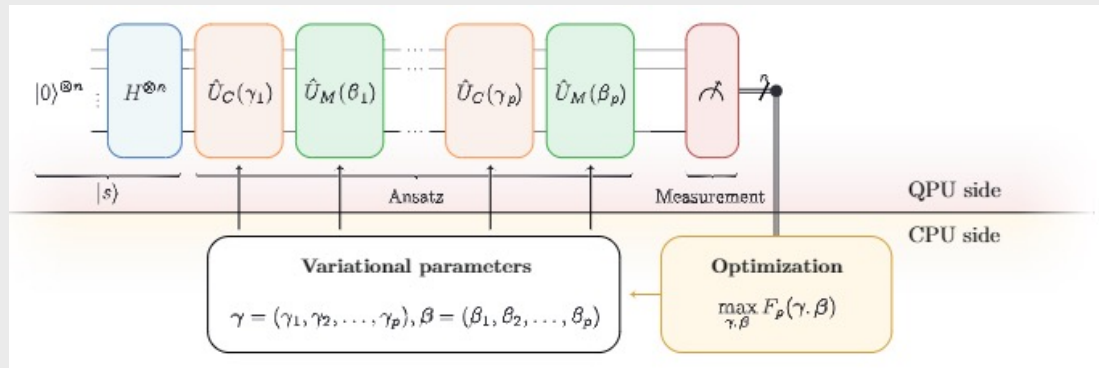 |0⟩^⊗n
⋮
H^⊗n
Û_C(γ_1)
Û_M(β_1)
...
...
...
Û_C(γ_p)
Û_M(β_p)
|s⟩
Ansatz
Measurement
QPU side
CPU side
Variational parameters
γ = (γ_1, γ_2, . . . , γ_p), β = (β_1, β_2, . . . , β_p)
Optimization
max F_p(γ, β)
γ,β